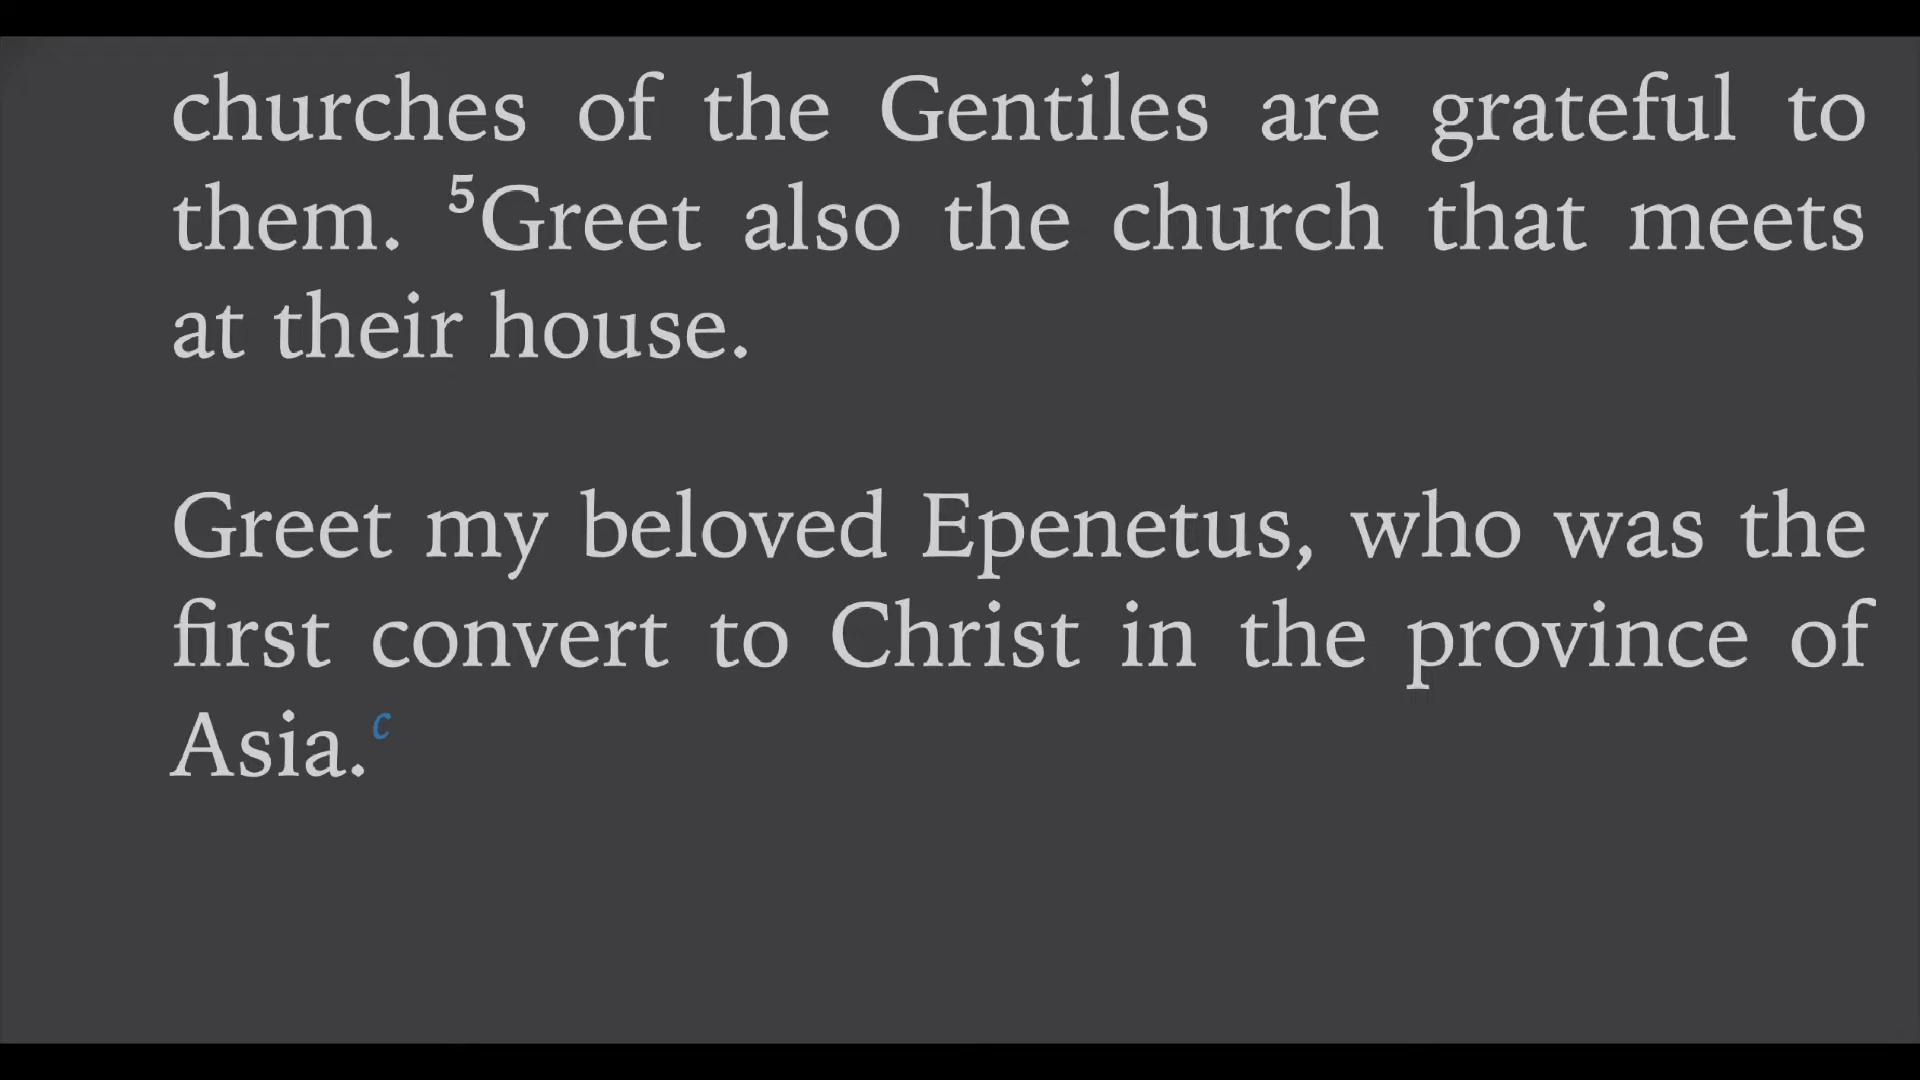 churches of the Gentiles are grateful to
them. ⁵Greet also the church that meets
at their house.
Greet my beloved Epenetus, who was the
first convert to Christ in the province of
Asia.ᶜ